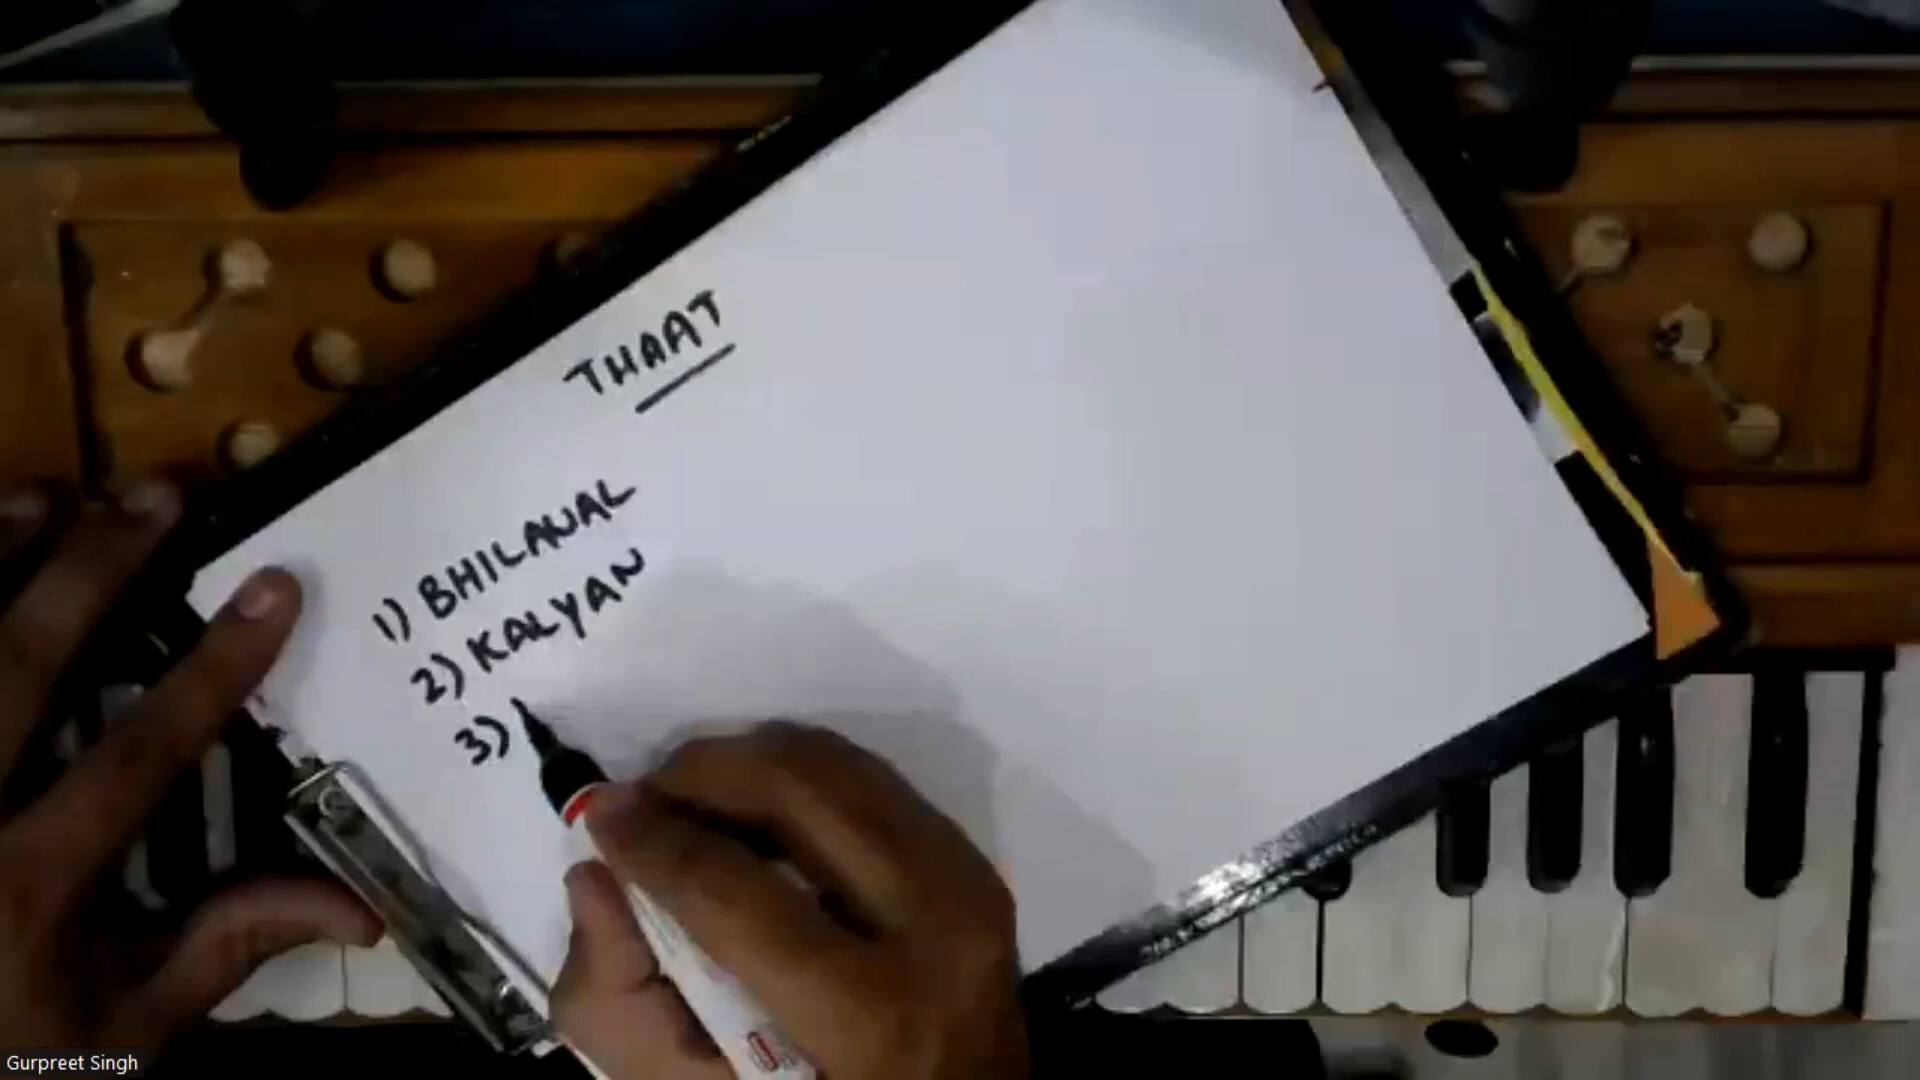 THAAT
1) BHILAWAL
2) KALYAN
3)
Gurpreet Singh